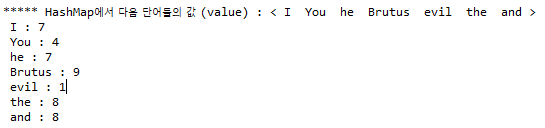 ***** HashMap에서 다음 단어들의 값 (value) : < I  You  he  Brutus  evil  the  and >
I : 7
You : 4
he : 7
Brutus : 9
evil : 1
the : 8
and : 8